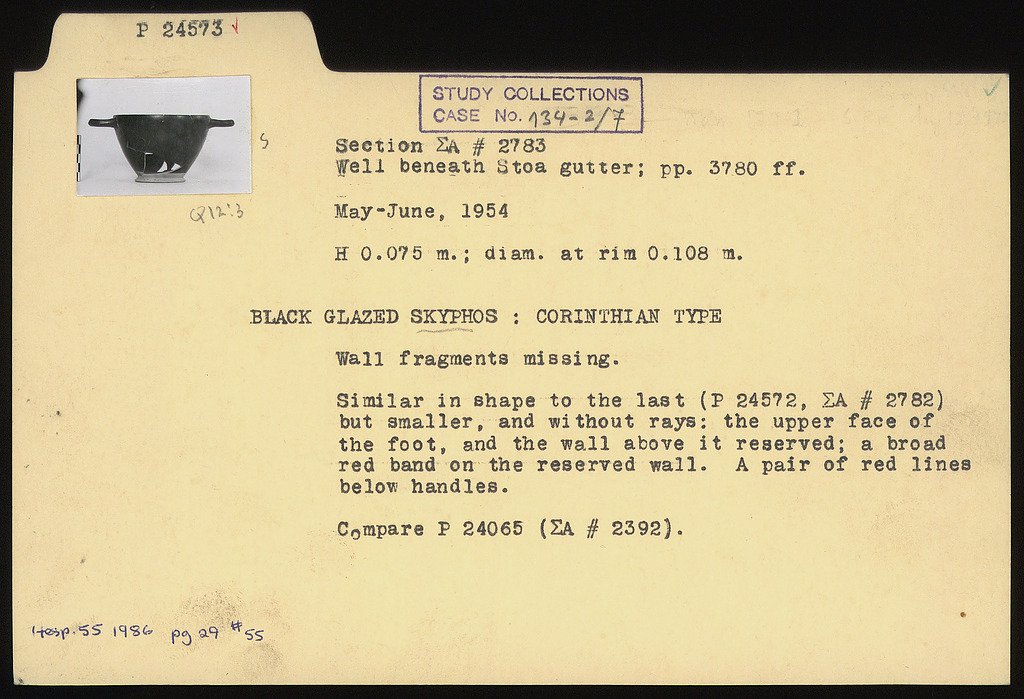 P 24573 ✓
STUDY COLLECTIONS
CASE No. 134-2/7
S
Section ΣA # 2783
Well beneath Stoa gutter; pp. 3780 ff.
Q12:3
May-June, 1954
H 0.075 m.; diam. at rim 0.108 m.
BLACK GLAZED SKYPHOS : CORINTHIAN TYPE
Wall fragments missing.
Similar in shape to the last (P 24572, ΣA # 2782)
but smaller, and without rays: the upper face of
the foot, and the wall above it reserved; a broad
red band on the reserved wall. A pair of red lines
below handles.
Compare P 24065 (ΣA # 2392).
Hesp. 55 1986 pg 29 #55